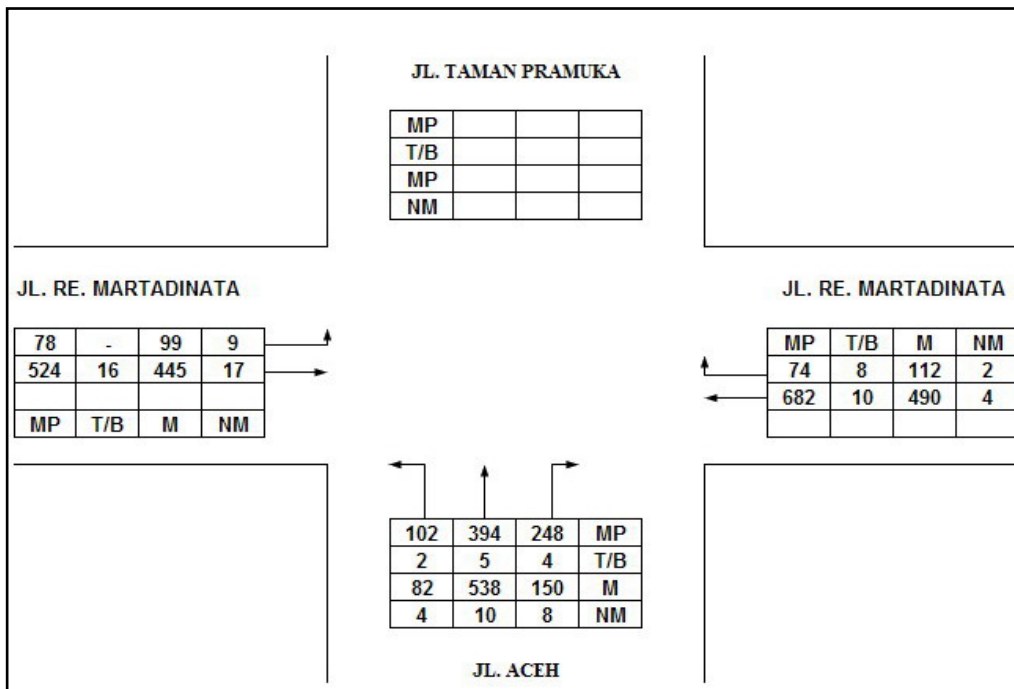 JL. TAMAN PRAMUKA
MP
T/B
MP
NM
JL. RE. MARTADINATA
78 - 99 9
524 16 445 17
MP T/B M NM
JL. RE. MARTADINATA
MP T/B M NM
74 8 112 2
682 10 490 4
102 394 248 MP
2 5 4 T/B
82 538 150 M
4 10 8 NM
JL. ACEH